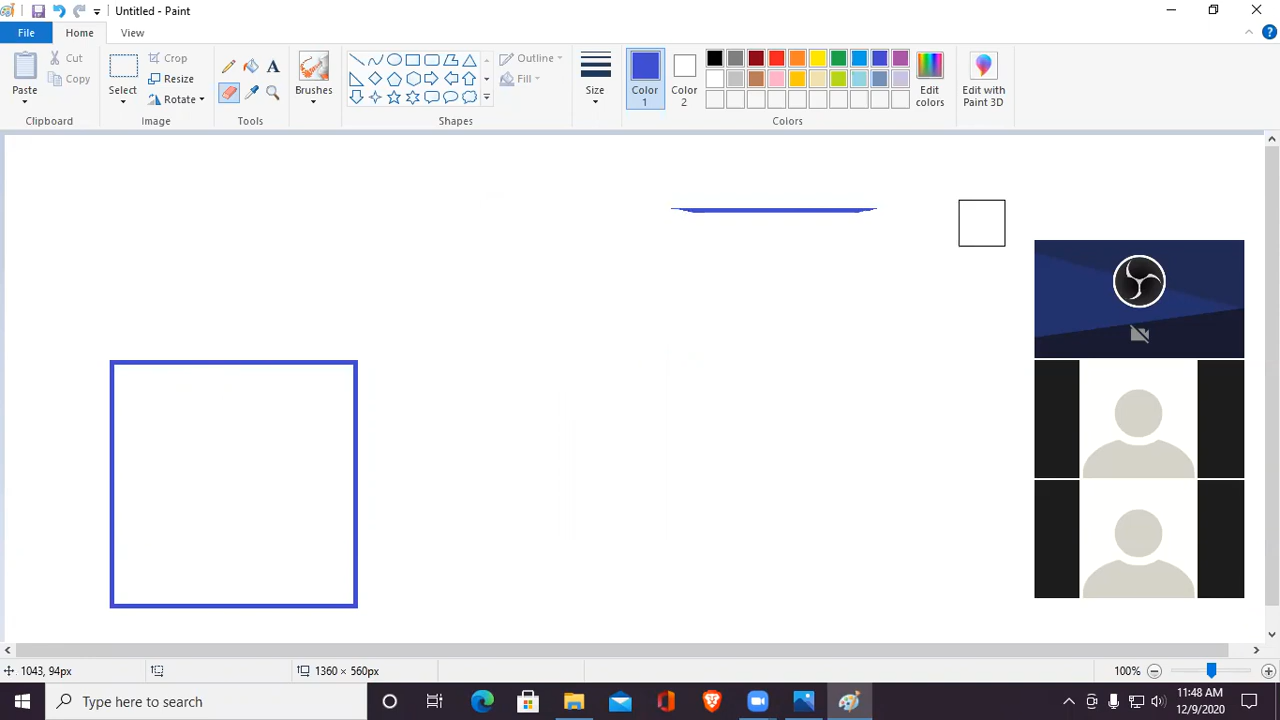 Untitled - Paint
File
Home
View
Paste
Cut
Copy
Clipboard
Select
Crop
Resize
Rotate
Image
A
Tools
Brushes
Shapes
Outline
Fill
Size
Color 1
Color 2
Edit colors
Colors
Edit with Paint 3D
1043, 94px
1360 × 560px
100%
Type here to search
11:48 AM
12/9/2020